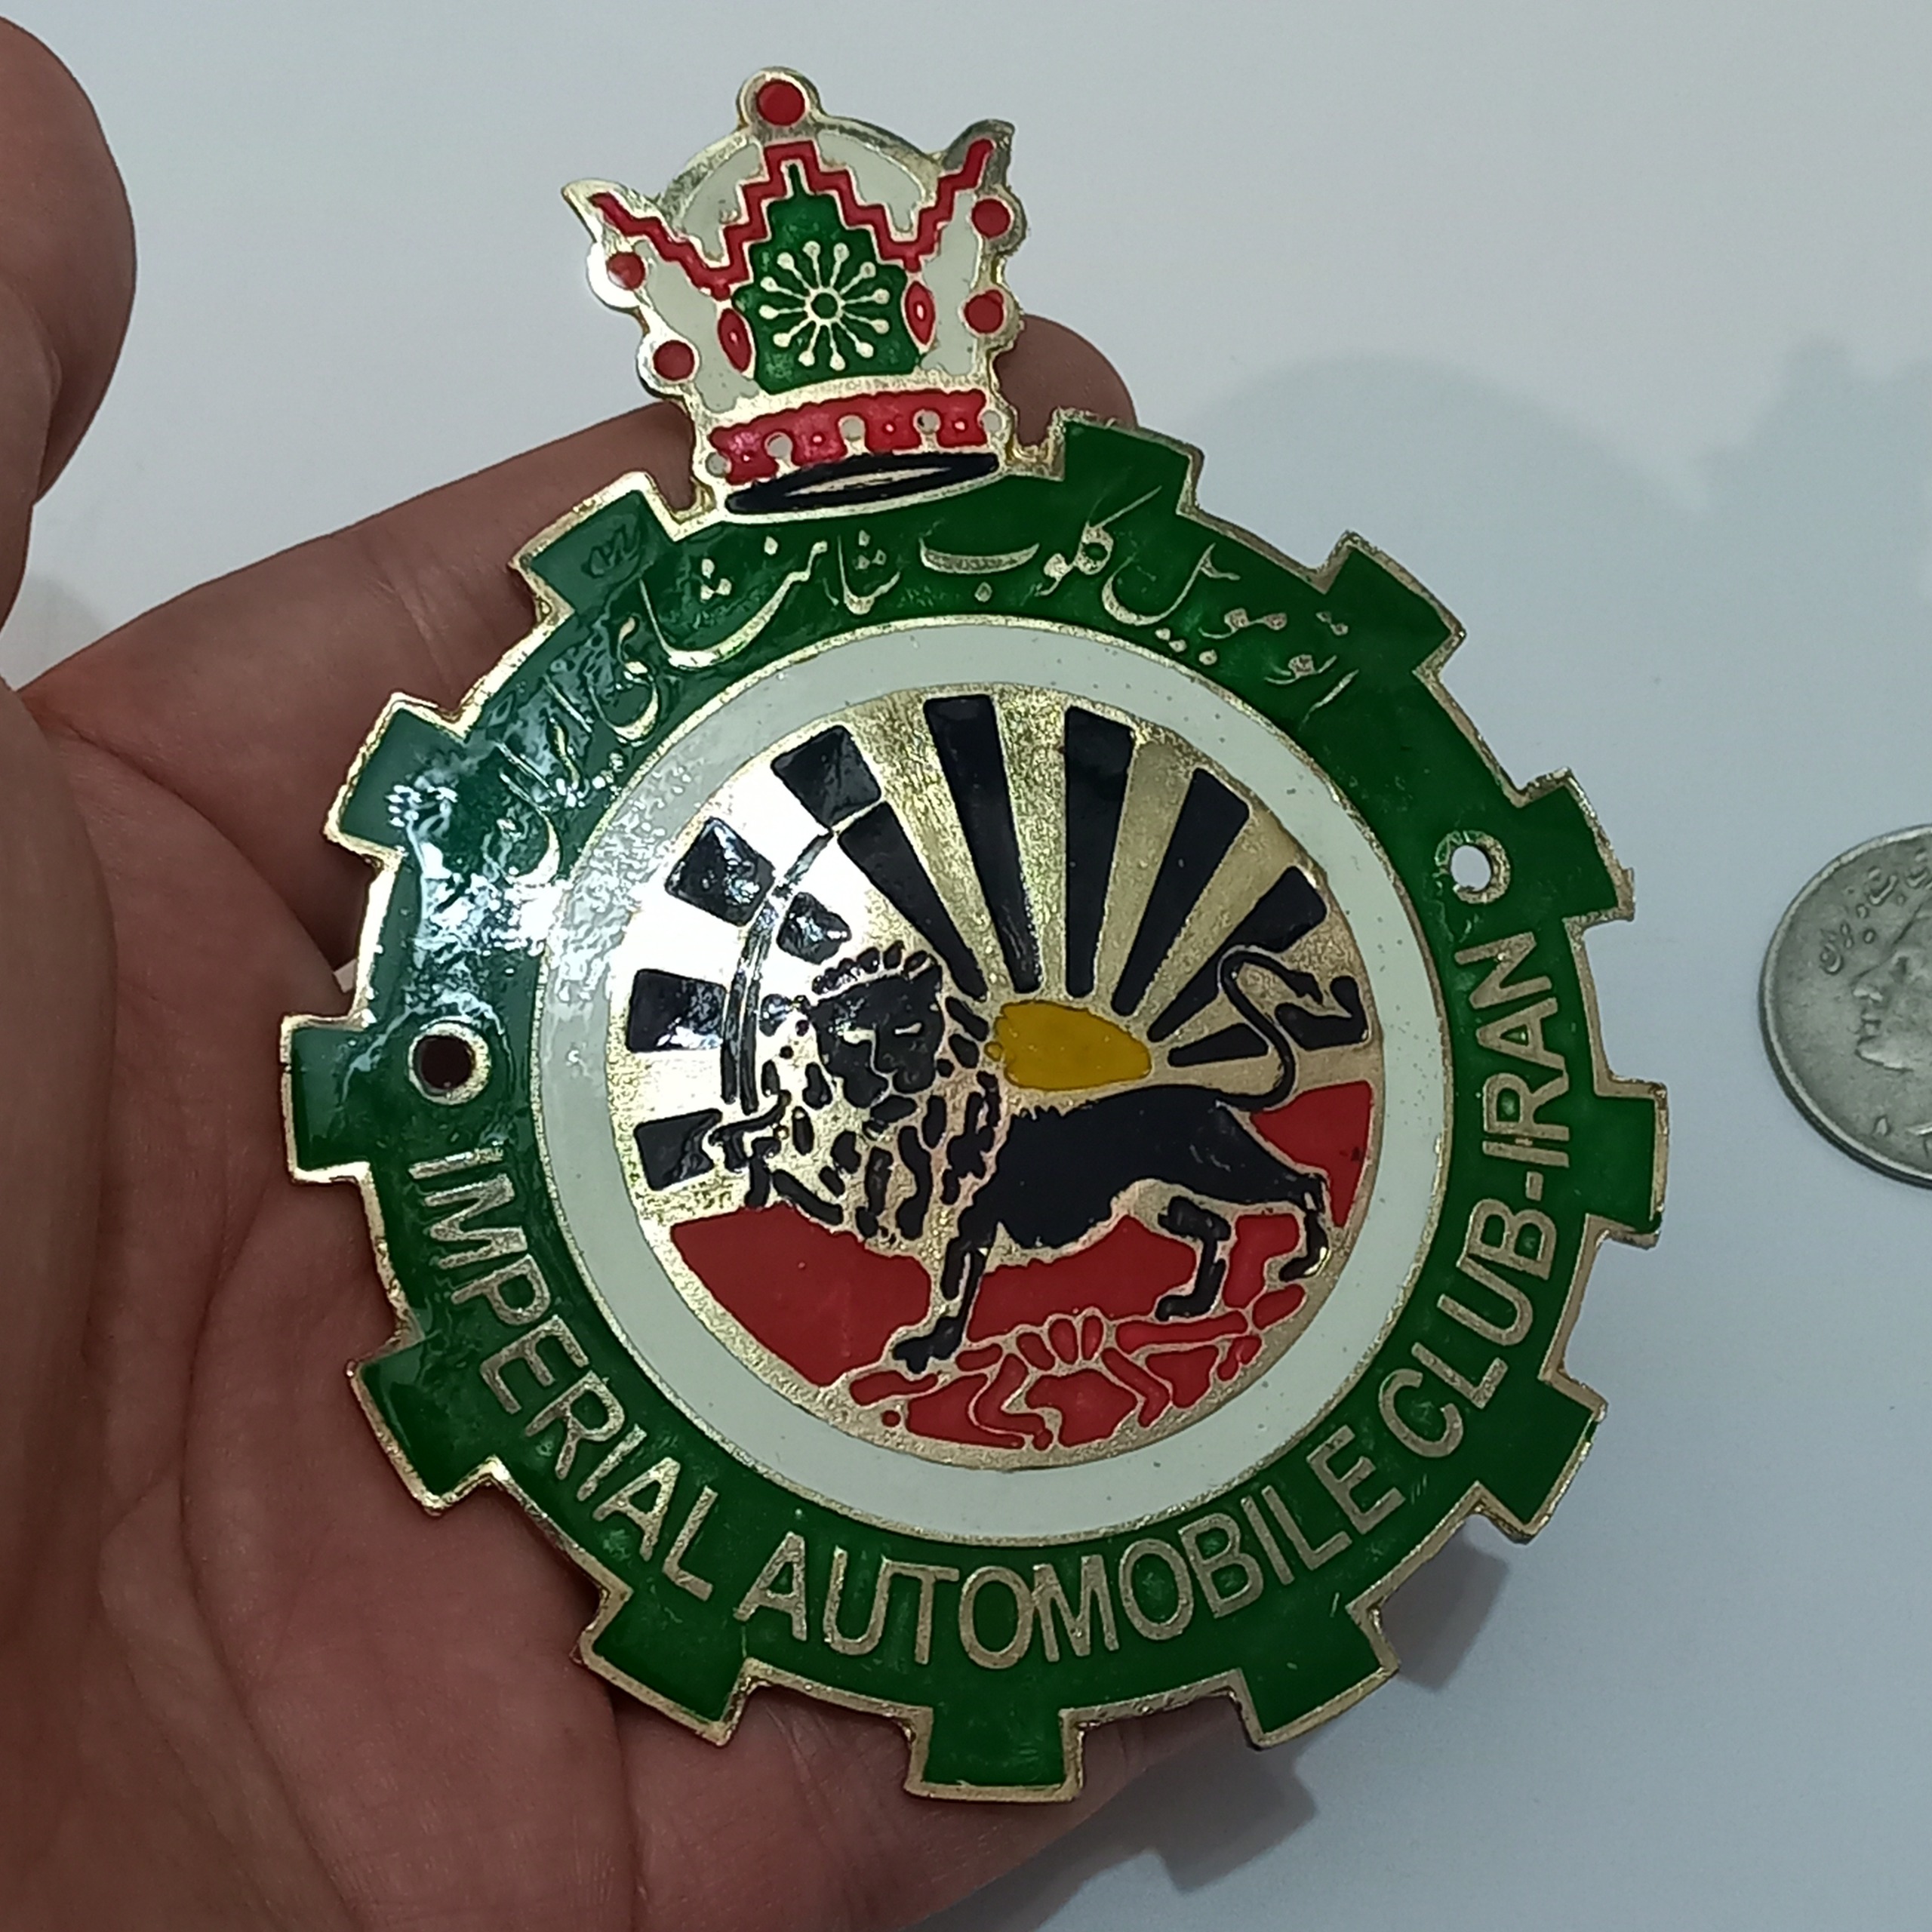 اتومبیل کلوب شاهنشاهی ایران
IMPERIAL AUTOMOBILE CLUB-IRAN